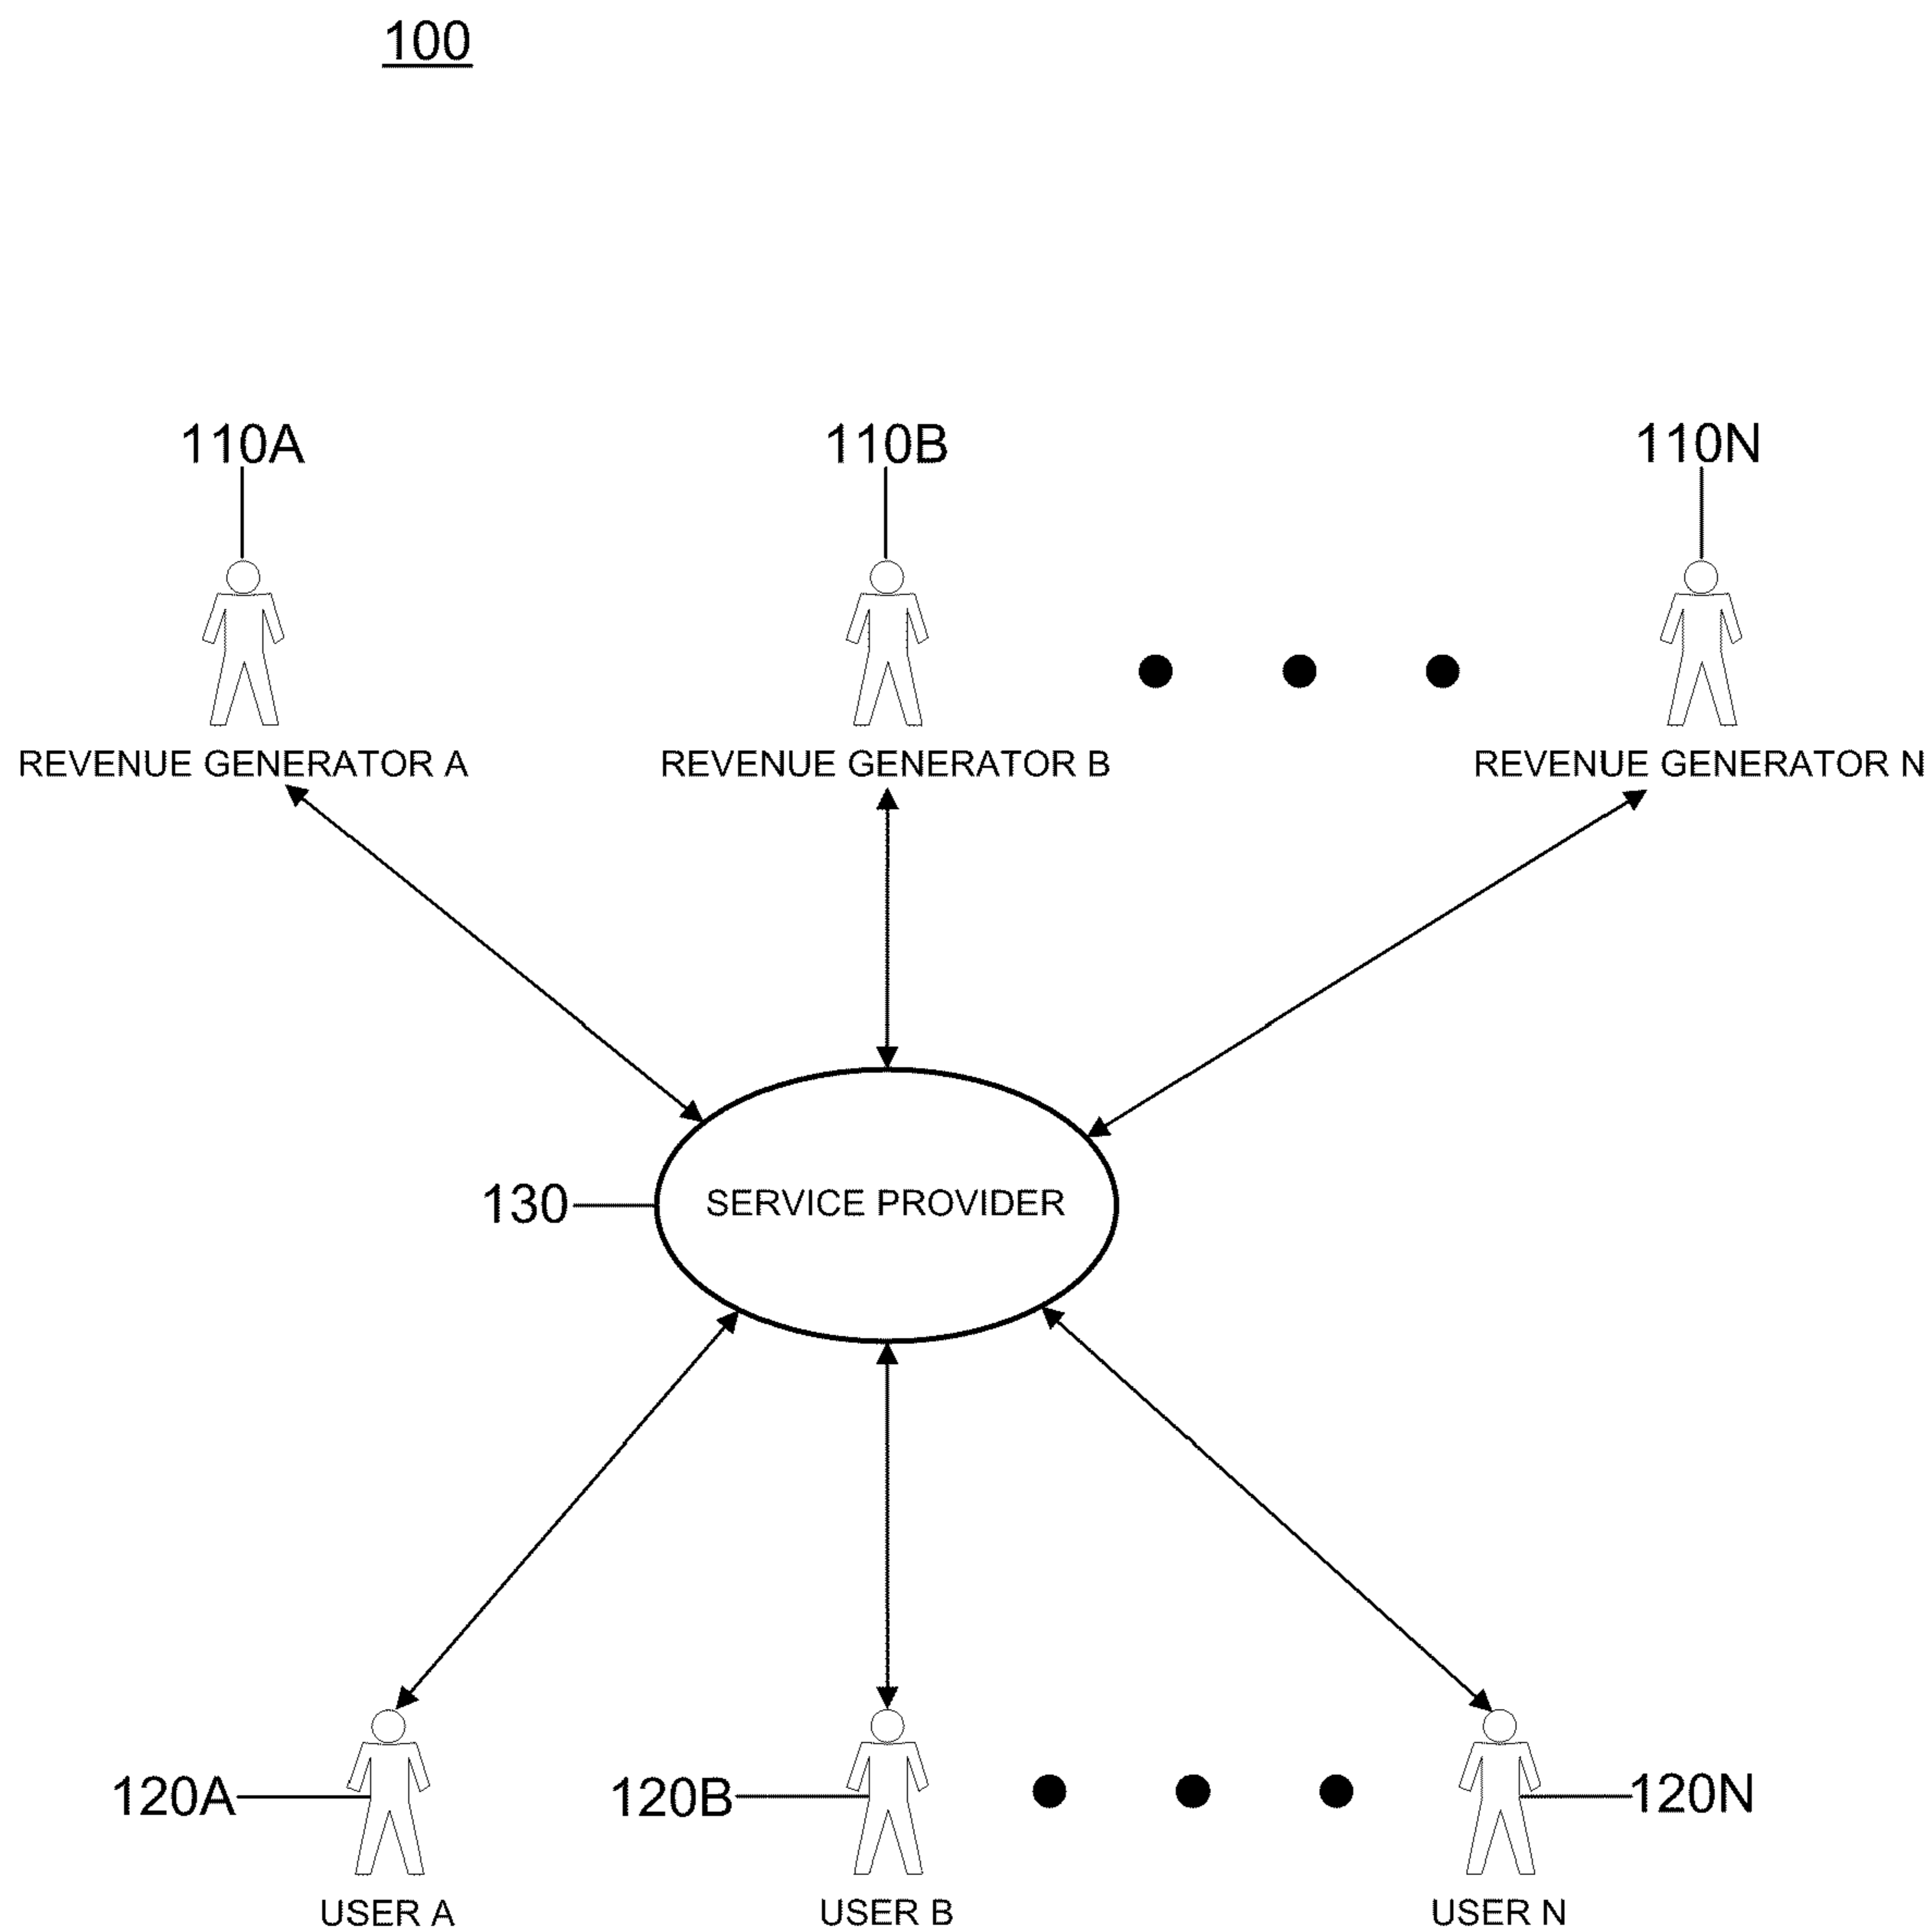 100
110A
110B
110N
REVENUE GENERATOR A
REVENUE GENERATOR B
REVENUE GENERATOR N
130
SERVICE PROVIDER
120A
120B
120N
USER A
USER B
USER N